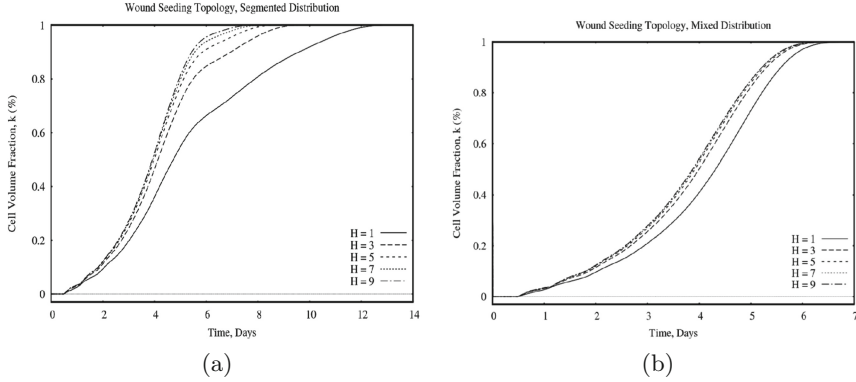 Wound Seeding Topology, Segmented Distribution
1
0.8
0.6
0.4
0.2
0
Cell Volume Fraction, k (%)
H = 1
H = 3
H = 5
H = 7
H = 9
0 2 4 6 8 10 12 14
Time, Days
(a)
Wound Seeding Topology, Mixed Distribution
1
0.8
0.6
0.4
0.2
0
Cell Volume Fraction, k (%)
H = 1
H = 3
H = 5
H = 7
H = 9
0 1 2 3 4 5 6 7
Time, Days
(b)